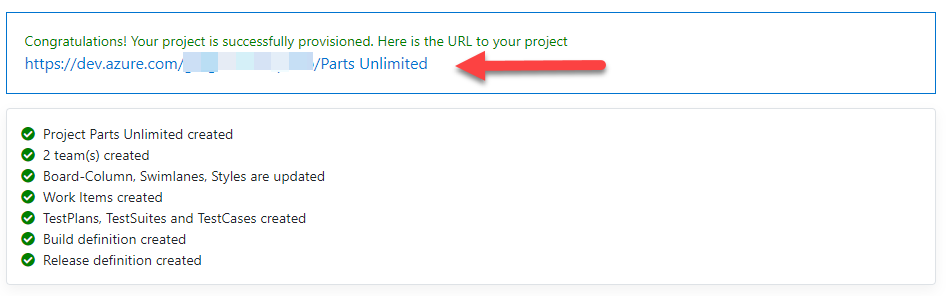 Congratulations! Your project is successfully provisioned. Here is the URL to your project
https://dev.azure.com/ /Parts Unlimited
Project Parts Unlimited created
2 team(s) created
Board-Column, Swimlanes, Styles are updated
Work Items created
TestPlans, TestSuites and TestCases created
Build definition created
Release definition created